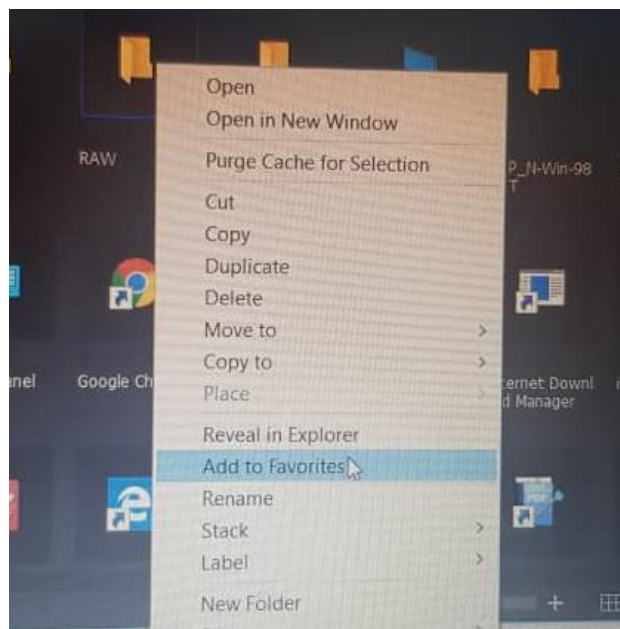 Open
Open in New Window
RAW
Purge Cache for Selection
P_N-Win-98
T
Cut
Copy
Duplicate
Delete
Move to
Copy to
Place
nel
Google Ch
ternet Downl
d Manager
Reveal in Explorer
Add to Favorites
Rename
Stack
Label
New Folder